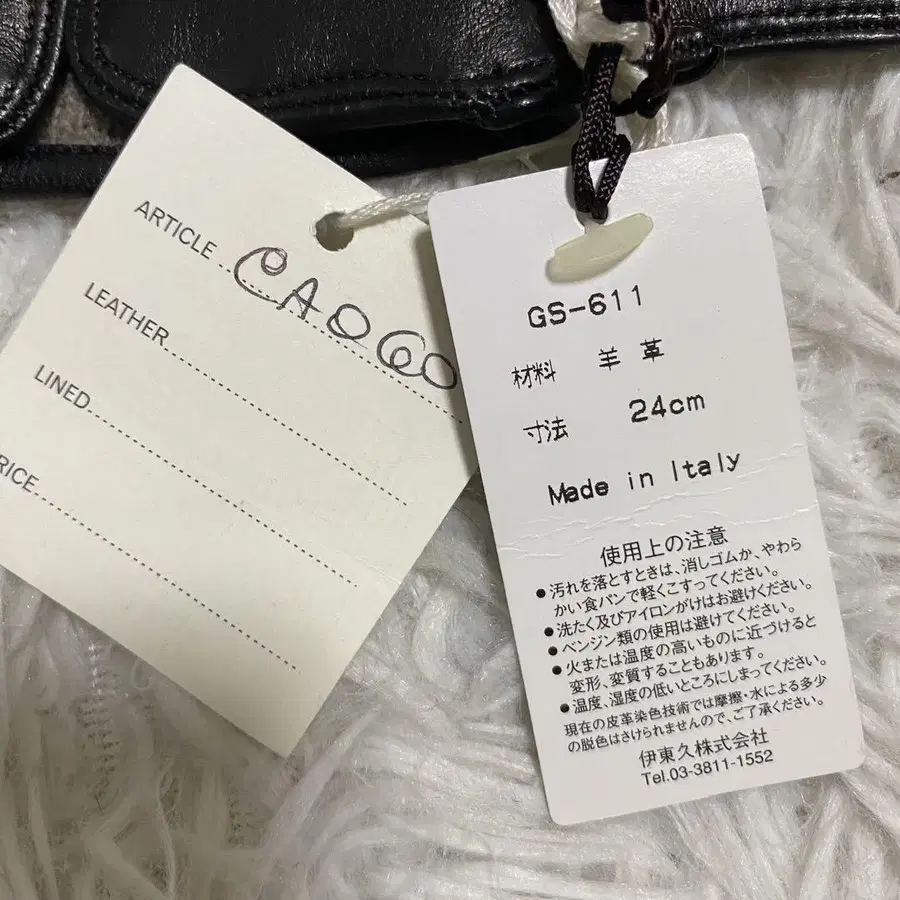 ARTICLE
LEATHER
LINED
RICE
GS-611
材料 羊革
寸法 24cm
Made in Italy
使用上の注意
●汚れを落とすときは、消しゴムか、やわら
かい食パンで軽くこすってください。
●洗たく及びアイロンがけはお避けください。
●ベンジン類の使用は避けてください。
●火または温度の高いものに近づけると
変形、変質することもあります。
●温度、湿度の低いところにしまってください。
現在の皮革染色技術では摩擦・水による多少
の脱色はさけられませんので、ご了承ください。
伊東久株式会社
Tel.03-3811-1552